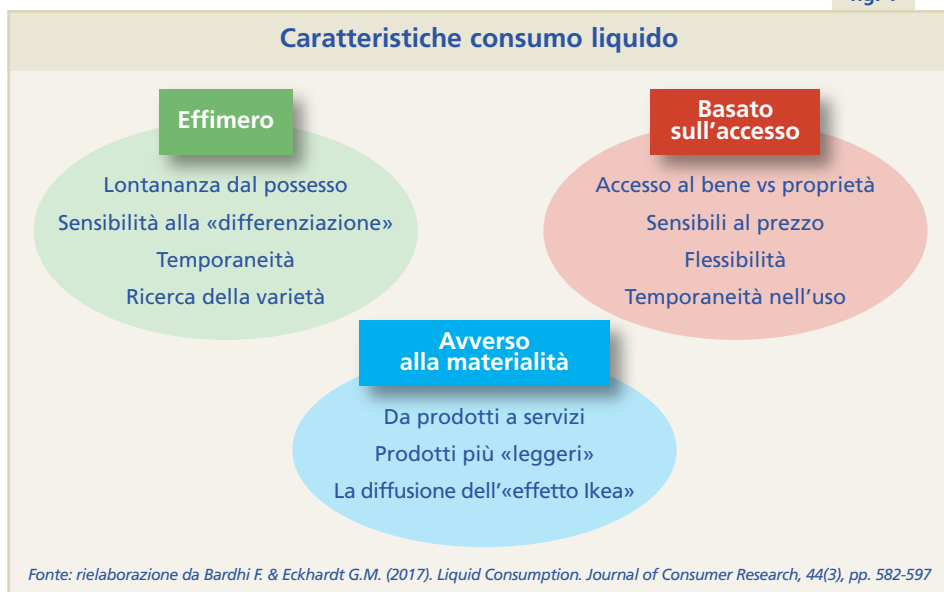 Caratteristiche consumo liquido
Effimero
Lontananza dal possesso
Sensibilità alla «differenziazione»
Temporaneità
Ricerca della varietà
Basato
sull’accesso
Accesso al bene vs proprietà
Sensibili al prezzo
Flessibilità
Temporaneità nell’uso
Avverso
alla materialità
Da prodotti a servizi
Prodotti più «leggeri»
La diffusione dell’«effetto Ikea»
Fonte: rielaborazione da Bardhi F. & Eckhardt G.M. (2017). Liquid Consumption. Journal of Consumer Research, 44(3), pp. 582-597